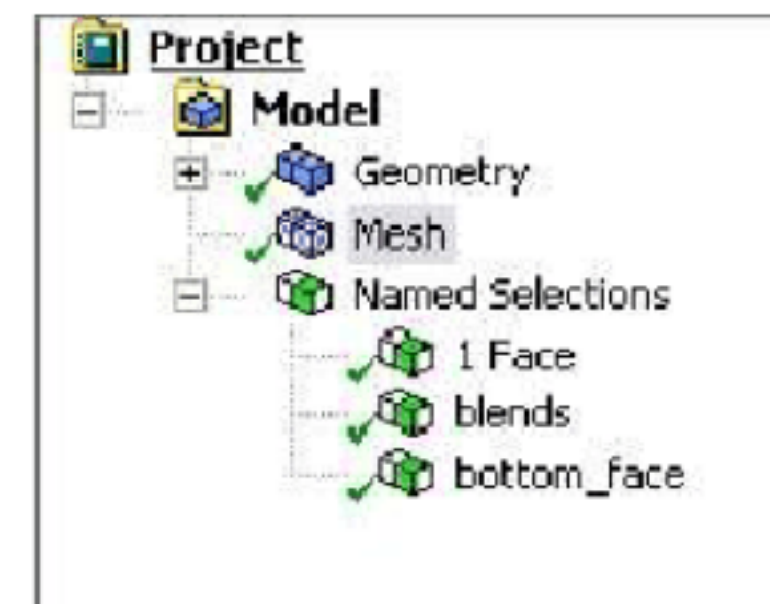 Project
Model
Geometry
Mesh
Named Selections
1 Face
blends
bottom_face